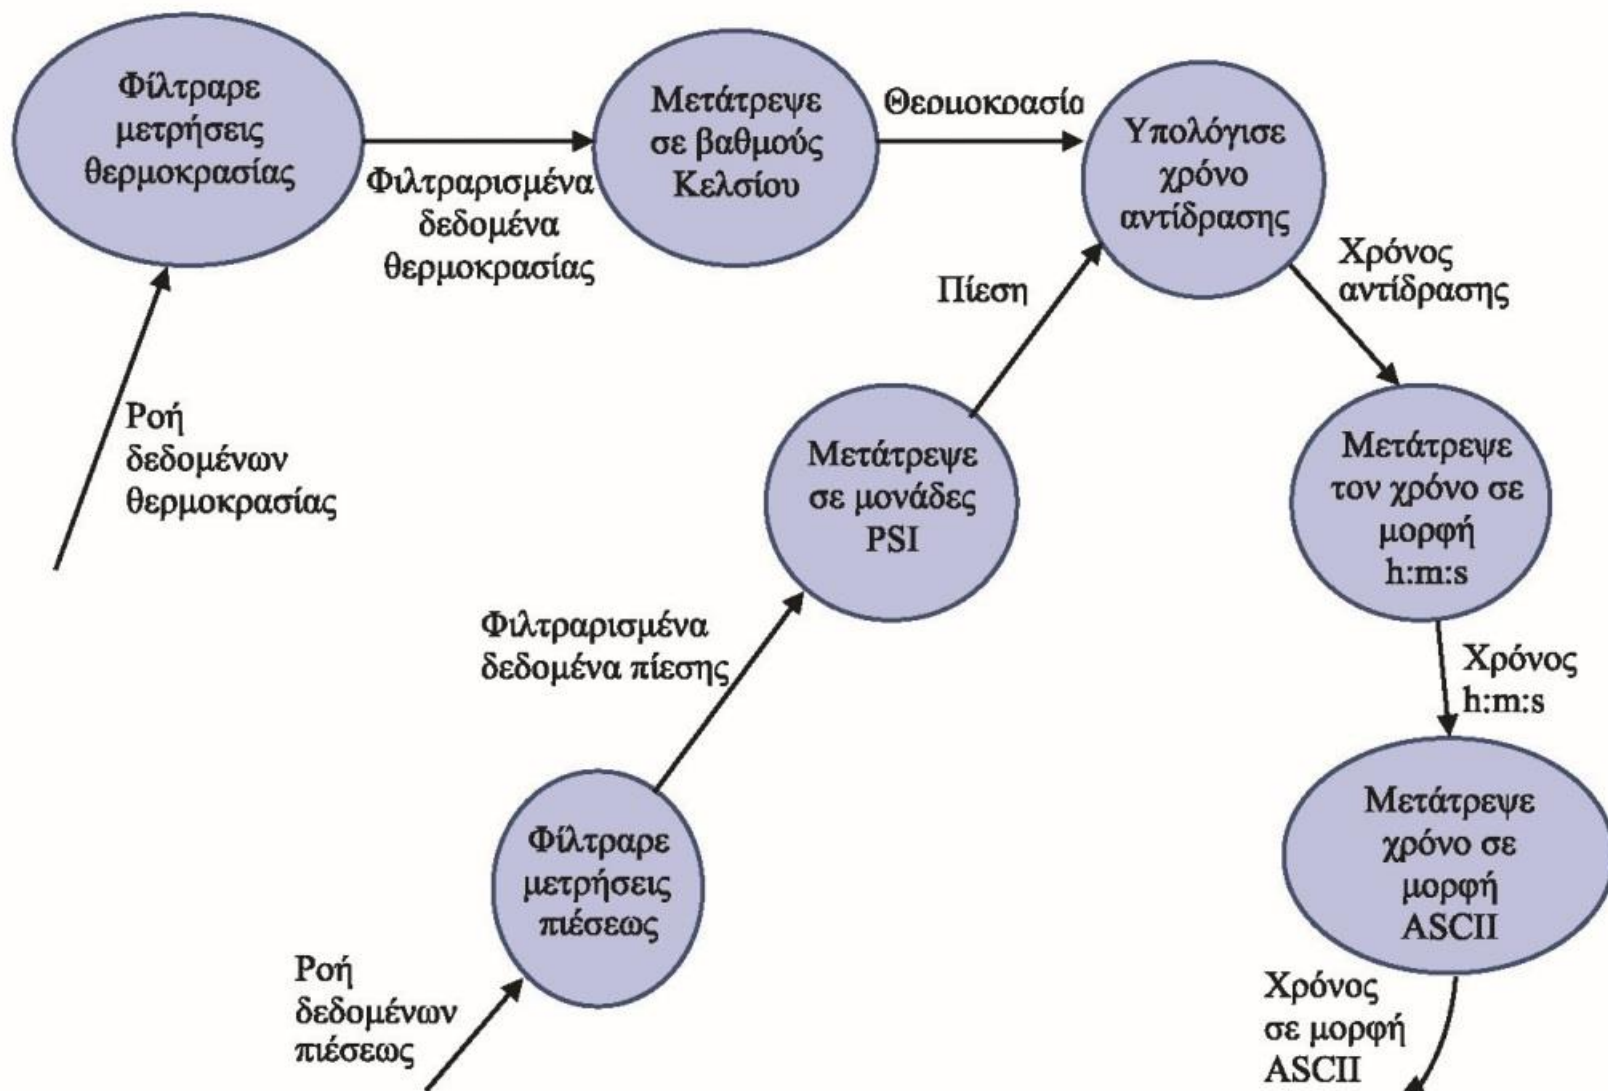 Φίλτραρε
μετρήσεις
θερμοκρασίας
Φιλτραρισμένα
δεδομένα
θερμοκρασίας
Μετάτρεψε
σε βαθμούς
Κελσίου
Θερμοκρασία
Υπολόγισε
χρόνο
αντίδρασης
Ροή
δεδομένων
θερμοκρασίας
Πίεση
Χρόνος
αντίδρασης
Μετάτρεψε
σε μονάδες
PSI
Μετάτρεψε
τον χρόνο σε
μορφή
h:m:s
Φιλτραρισμένα
δεδομένα πίεσης
Χρόνος
h:m:s
Φίλτραρε
μετρήσεις
πιέσεως
Μετάτρεψε
χρόνο σε
μορφή
ASCII
Ροή
δεδομένων
πιέσεως
Χρόνος
σε μορφή
ASCII